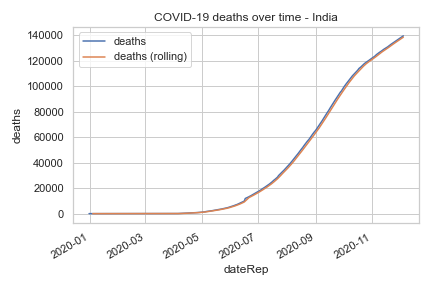 COVID-19 deaths over time - India
deaths
deaths (rolling)
140000
120000
100000
80000
60000
40000
20000
0
deaths
2020-01
2020-03
2020-05
2020-07
2020-09
2020-11
dateRep